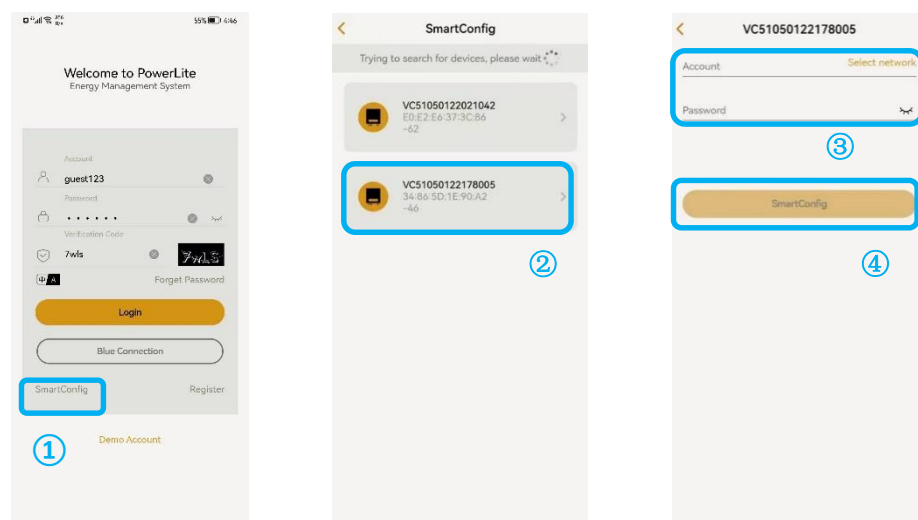 55% 4:46
Welcome to PowerLite
Energy Management System
Account
guest123
Password
Verification Code
7wls
7wLS
中 A
Forget Password
Login
Blue Connection
SmartConfig
Register
①
Demo Account
SmartConfig
Trying to search for devices, please wait
VC51050122021042
E0:E2:E6:37:3C:86
-62
VC51050122178005
34:86:5D:1E:90:A2
-46
②
VC51050122178005
Account
Select network
Password
③
SmartConfig
④